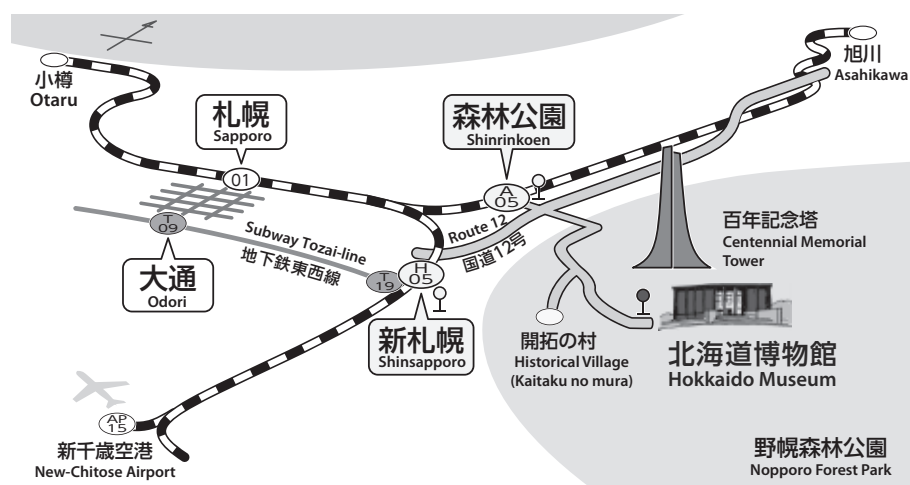 小樽
Otaru
札幌
Sapporo
01
森林公園
Shinrinkoen
A
05
旭川
Asahikawa
T
09
大通
Odori
Subway Tozai-line
地下鉄東西線
T
19
H
05
新札幌
Shinsapporo
Route 12
国道12号
百年記念塔
Centennial Memorial
Tower
開拓の村
Historical Village
(Kaitaku no mura)
北海道博物館
Hokkaido Museum
AP
15
新千歳空港
New-Chitose Airport
野幌森林公園
Nopporo Forest Park